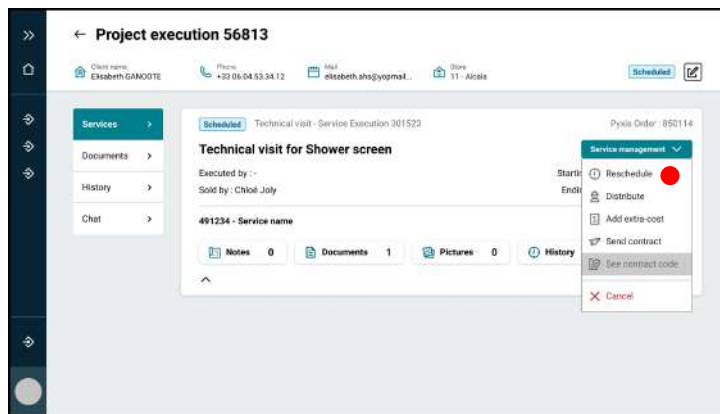 Project execution 56813
Client name
Elisabeth GANOOTE
Phone
+33 06.04.53.34.12
Mail
elisabeth.ahs@yopmail...
Store
11 - Alcala
Scheduled
Services
Documents
History
Chat
Scheduled
Technical visit - Service Execution 301523
Pyxis Order : 850114
Technical visit for Shower screen
Executed by : -
Sold by : Chloé Joly
Startin
Endin
491234 - Service name
Notes 0
Documents 1
Pictures 0
History
Service management
Reschedule
Distribute
Add extra-cost
Send contract
See contract code
Cancel